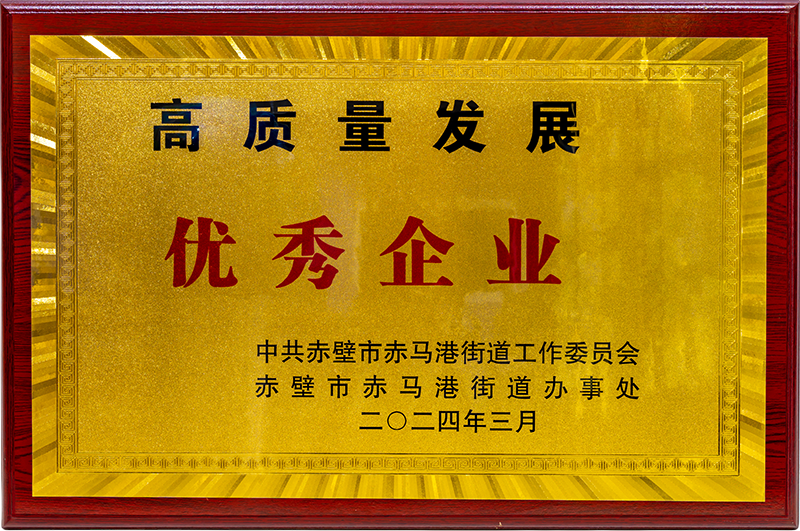 高质量发展
优秀企业
中共赤壁市赤马港街道工作委员会
赤壁市赤马港街道办事处
二〇二四年三月